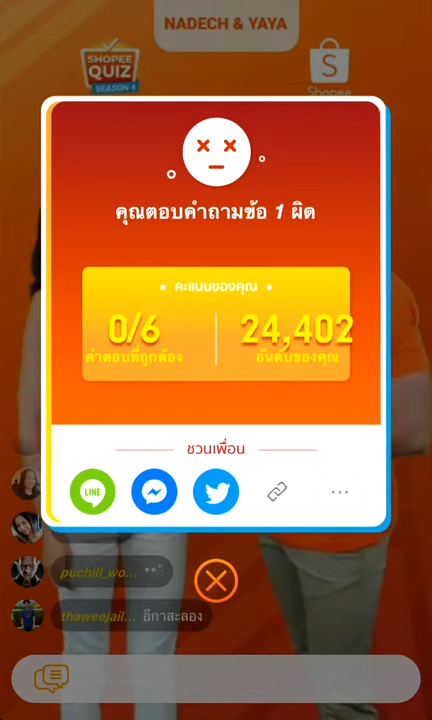 NADECH & YAYA
SHOPEE
QUIZ
SEASON 4
S
Shopee
คุณตอบคำถามข้อ 1 ผิด
คะแนนของคุณ
0/6
24,402
คำตอบที่ถูกต้อง
อันดับของคุณ
ชวนเพื่อน
LINE
puchill_wo...
thaweejail... อีกาสะลอง